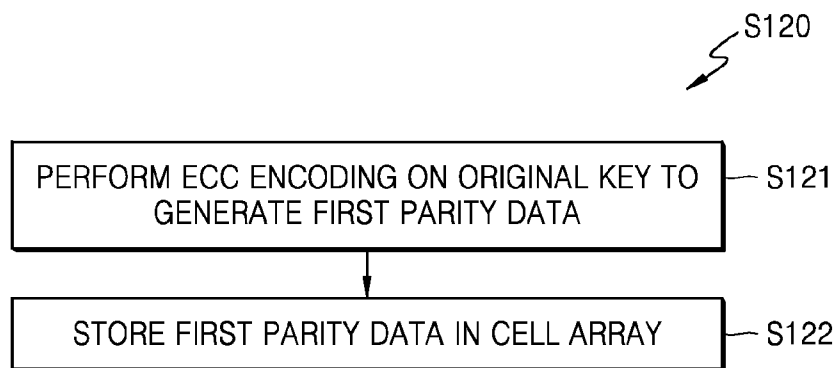 S120
PERFORM ECC ENCODING ON ORIGINAL KEY TO
GENERATE FIRST PARITY DATA
S121
STORE FIRST PARITY DATA IN CELL ARRAY
S122